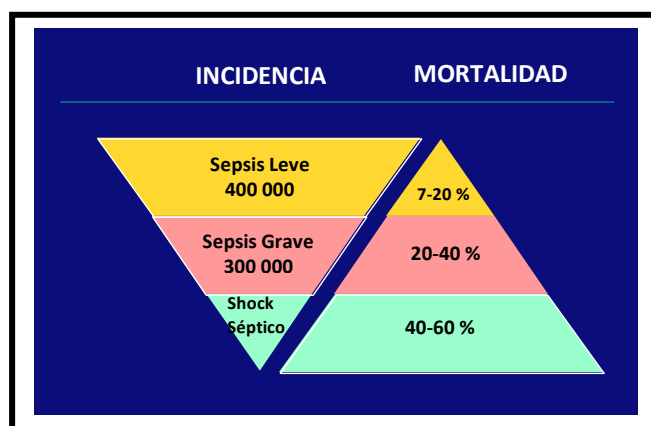 INCIDENCIA
MORTALIDAD
Sepsis Leve
400 000
7-20 %
Sepsis Grave
300 000
20-40 %
Shock
Séptico
40-60 %